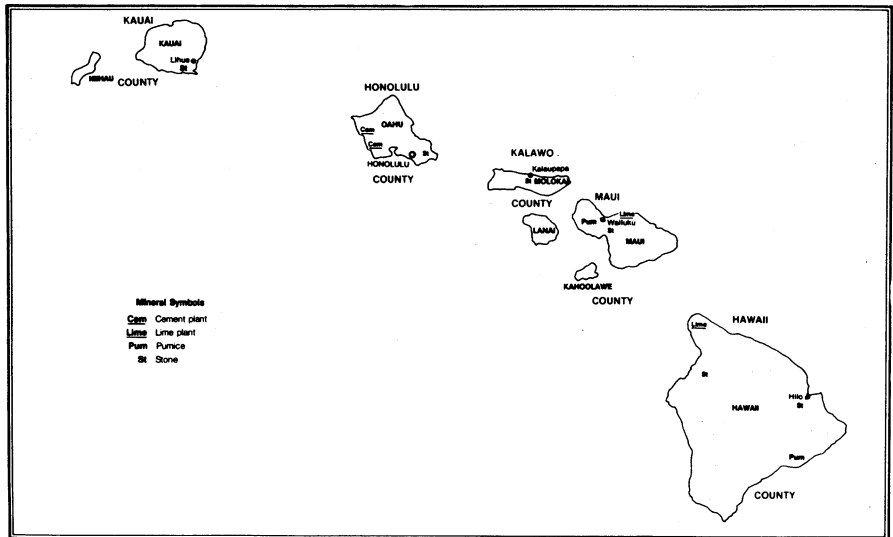 KAUAI
KAUAI
Lihue
St
NIIHAU
COUNTY
HONOLULU
OAHU
Cem
Cem
St
HONOLULU
COUNTY
KALAWO
Kalaupapa
St MOLOKAI
COUNTY
MAUI
LANAI
Pum
Lime
Wailuku
St
MAUI
KAHOOLAWE
COUNTY
Mineral Symbols
Cem Cement plant
Lime Lime plant
Pum Pumice
St Stone
HAWAII
Lime
St
HAWAII
Hilo
St
Pum
COUNTY